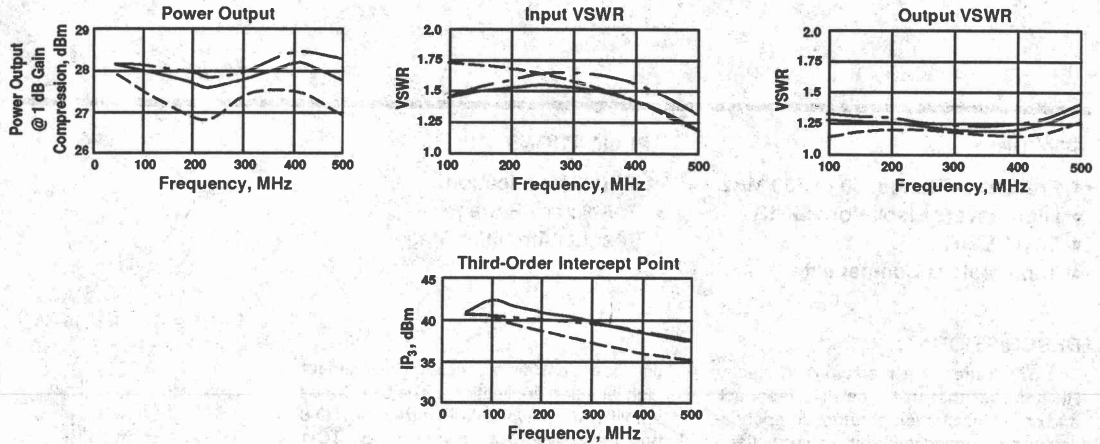 Power Output
Power Output
@ 1 dB Gain
Compression, dBm
29
28
27
26
0 100 200 300 400 500
Frequency, MHz
Input VSWR
VSWR
2.0
1.75
1.5
1.25
1.0
100 200 300 400 500
Frequency, MHz
Output VSWR
VSWR
2.0
1.75
1.5
1.25
1.0
100 200 300 400 500
Frequency, MHz
Third-Order Intercept Point
IP3, dBm
45
40
35
30
0 100 200 300 400 500
Frequency, MHz